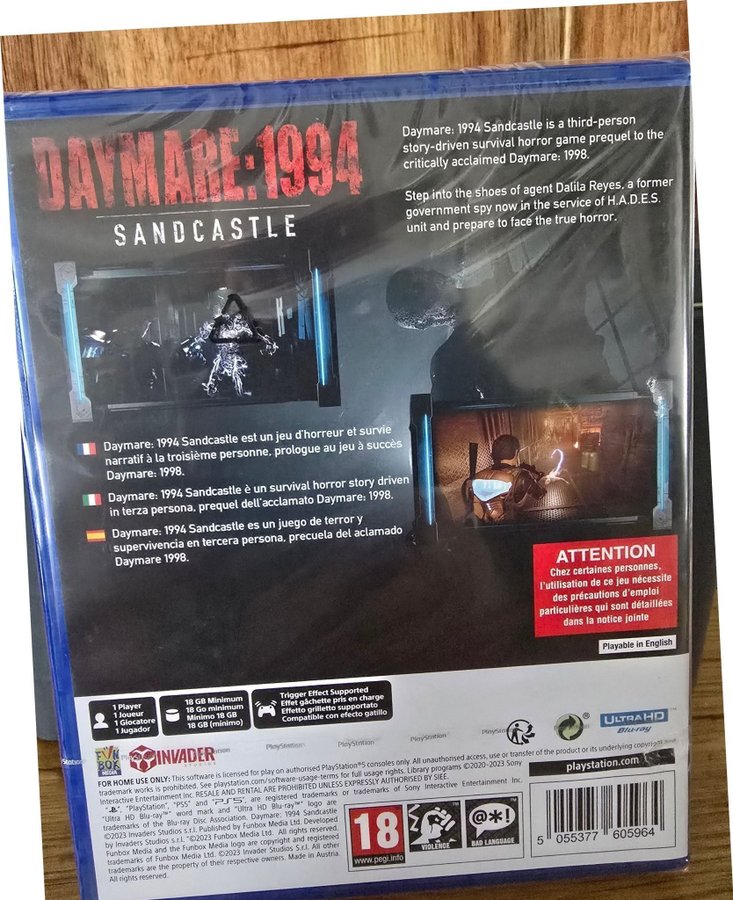 DAYMARE:1994
SANDCASTLE
Daymare: 1994 Sandcastle is a third-person
story-driven survival horror game prequel to the
critically acclaimed Daymare: 1998.
Step into the shoes of agent Dalila Reyes, a former
government spy now in the service of H.A.D.E.S.
unit and prepare to face the true horror.
Daymare: 1994 Sandcastle est un jeu d'horreur et survie
narratif à la troisième personne, prologue au jeu à succès
Daymare: 1998.
Daymare: 1994 Sandcastle è un survival horror story driven
in terza persona, prequel dell'acclamato Daymare: 1998.
Daymare: 1994 Sandcastle es un juego de terror y
supervivencia en tercera persona, precuela del aclamado
Daymare 1998.
ATTENTION
Chez certaines personnes,
l'utilisation de ce jeu nécessite
des précautions d'emploi
particulières qui sont détaillées
dans la notice jointe
Playable in English
1 Player
1 Joueur
1 Giocatore
1 Jugador
18 GB Minimum
18 Go minimum
Minimo 18 GB
18 GB (mínimo)
Trigger Effect Supported
Effet gâchette pris en charge
Effetto grilletto supportato
Compatible con efecto gatillo
PlayStation
PlayStation
PlayStation
PlayStation
ULTRA HD
Blu-ray
FUNBOX
MEDIA
INVADER
STUDIOS
playstation.com
FOR HOME USE ONLY: This software is licensed for play on authorised PlayStation®5 consoles only. All unauthorised access, use or transfer of the product or its underlying copyright or
trademark works is prohibited. See playstation.com/software-usage-terms for full usage rights. Library programs ©2020-2023 Sony
Interactive Entertainment Inc. RESALE AND RENTAL ARE PROHIBITED UNLESS EXPRESSLY AUTHORISED BY SIEE.
"PlayStation", "PS5" and "PS5" are registered trademarks or trademarks of Sony Interactive Entertainment Inc.
"Ultra HD Blu-ray™" word mark and "Ultra HD Blu-ray™" logo are
trademarks of the Blu-ray Disc Association. Daymare: 1994 Sandcastle
©2023 Invaders Studios s.r.l. Published by Funbox Media Ltd. Developed
by Invaders Studios s.r.l. ©2023 Funbox Media Ltd. All rights reserved.
Funbox Media and the Funbox Media logo are copyright and registered
trademarks of Funbox Media Ltd. ©2023 Invader Studios S.r.l. All other
trademarks are the property of their respective owners. Made in Austria.
All rights reserved.
18
www.pegi.info
VIOLENCE
@*!
BAD LANGUAGE
5 055377 605964